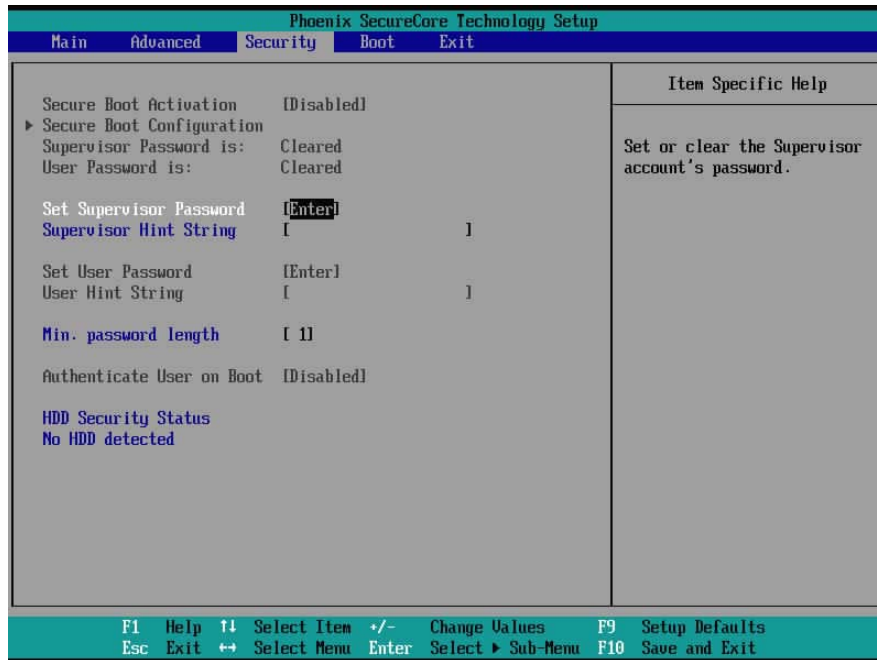 Phoenix SecureCore Technology Setup
Main Advanced Security Boot Exit
Item Specific Help
Secure Boot Activation [Disabled]
▶ Secure Boot Configuration
Supervisor Password is: Cleared
User Password is: Cleared
Set Supervisor Password [Enter]
Supervisor Hint String [ ]
Set User Password [Enter]
User Hint String [ ]
Min. password length [ 1]
Authenticate User on Boot [Disabled]
HDD Security Status
No HDD detected
Set or clear the Supervisor
account's password.
F1 Help ↑↓ Select Item +/- Change Values F9 Setup Defaults
Esc Exit ↔ Select Menu Enter Select ▶ Sub-Menu F10 Save and Exit